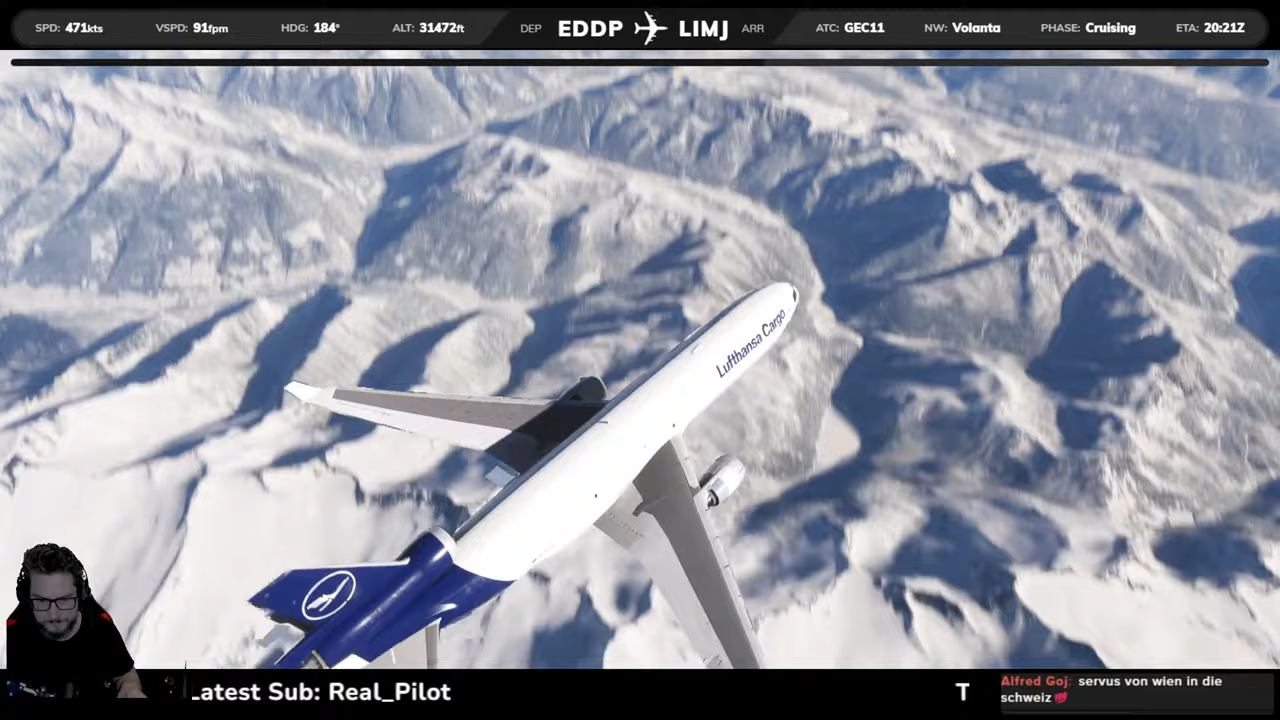 SPD: 471kts VSPD: 91fpm HDG: 184° ALT: 31472ft DEP EDDP LIMJ ARR ATC: GEC11 NW: Volanta PHASE: Cruising ETA: 20:21Z
Lufthansa Cargo
Latest Sub: Real_Pilot T
Alfred Goj: servus von wien in die
schweiz